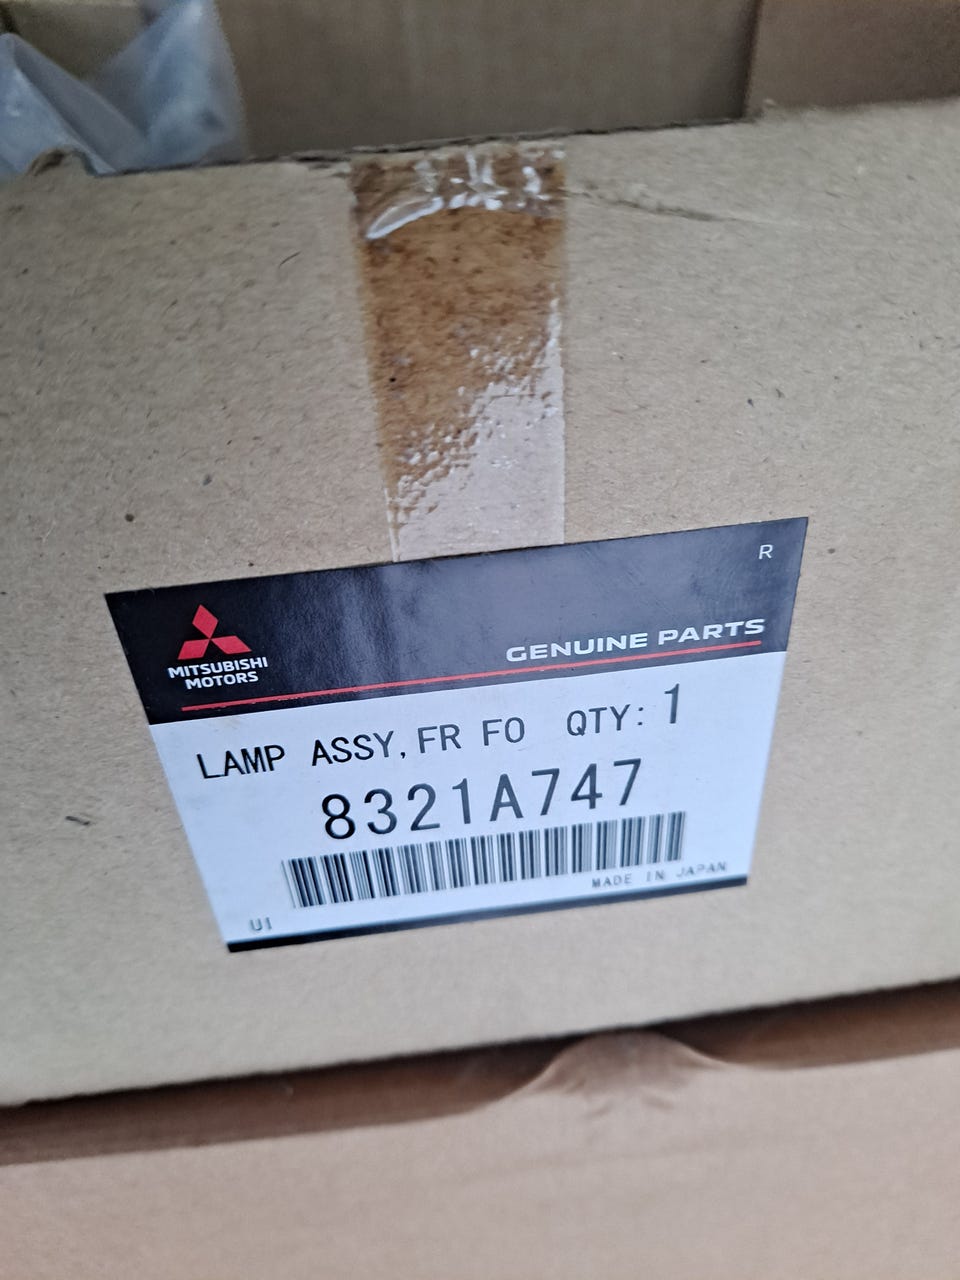 R
MITSUBISHI
MOTORS
GENUINE PARTS
LAMP ASSY,FR FO QTY: 1
8321A747
MADE IN JAPAN
UI